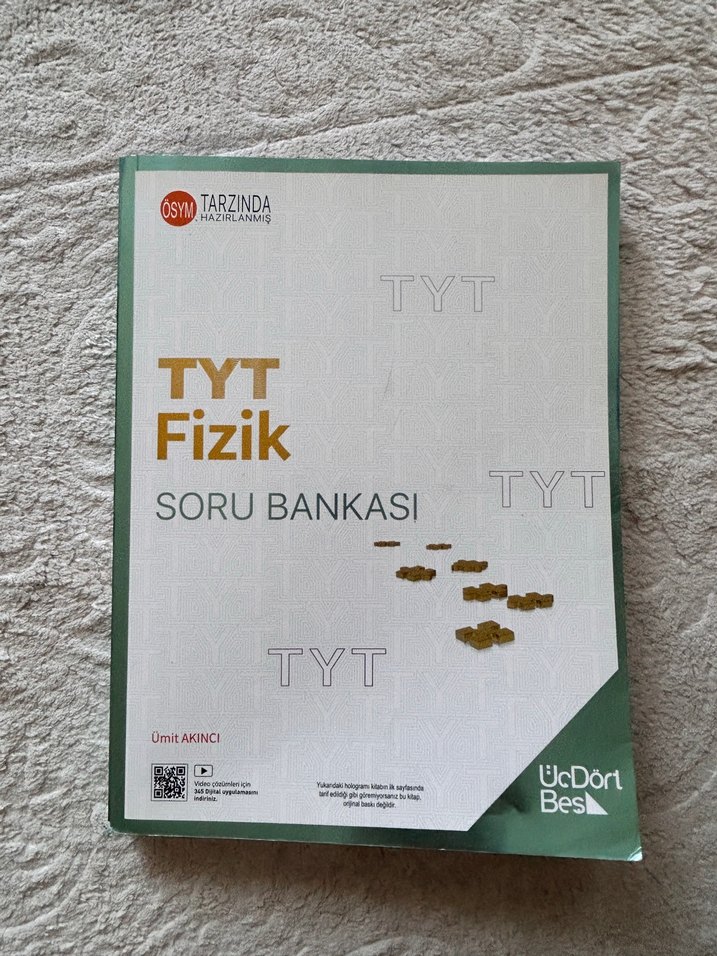 ÖSYM TARZINDA
HAZIRLANMIŞ
TYT
TYT
Fizik
TYT
SORU BANKASI
TYT
Ümit AKINCI
Video çözümleri için
345 Dijital uygulamasını
indiriniz.
Yukarıdaki hologramı kitabın ilk sayfasında
tarif edildiği gibi göremiyorsanız bu kitap,
orijinal baskı değildir.
ÜçDört
Beş